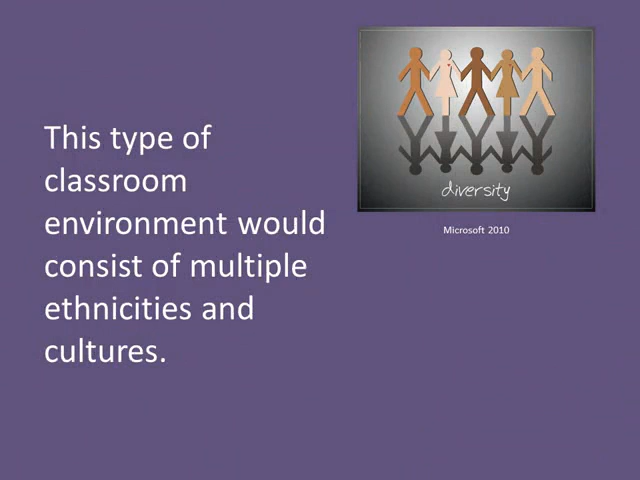 This type of
classroom
environment would
consist of multiple
ethnicities and
cultures.
diversity
Microsoft 2010